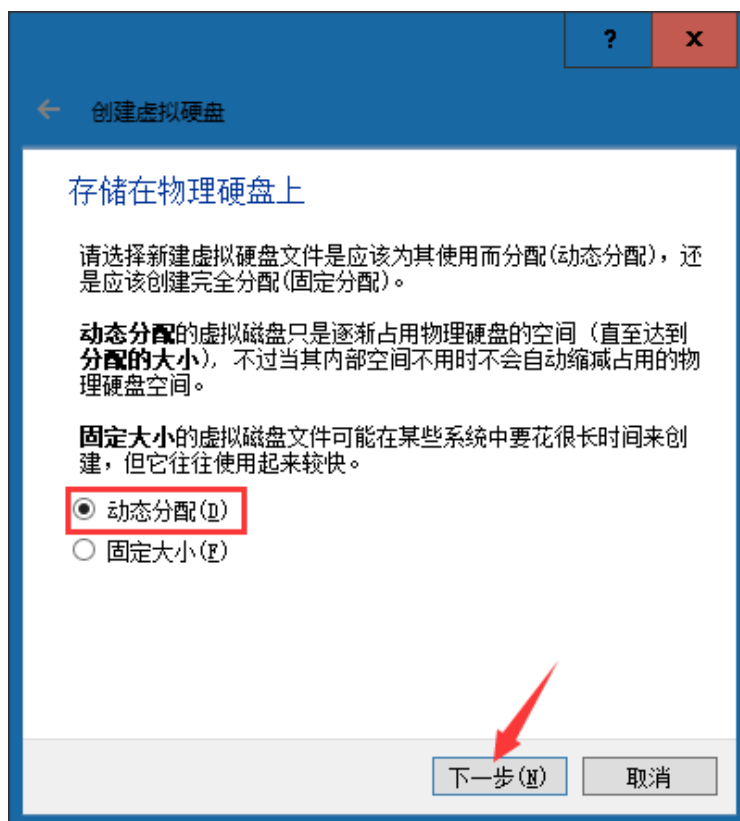 ? x
← 创建虚拟硬盘
存储在物理硬盘上
请选择新建虚拟硬盘文件是应该为其使用而分配(动态分配)，还
是应该创建完全分配(固定分配)。
动态分配的虚拟磁盘只是逐渐占用物理硬盘的空间（直至达到
分配的大小），不过当其内部空间不用时不会自动缩减占用的物
理硬盘空间。
固定大小的虚拟磁盘文件可能在某些系统中要花很长时间来创
建，但它往往使用起来较快。
动态分配(D)
固定大小(F)
下一步(N) 取消